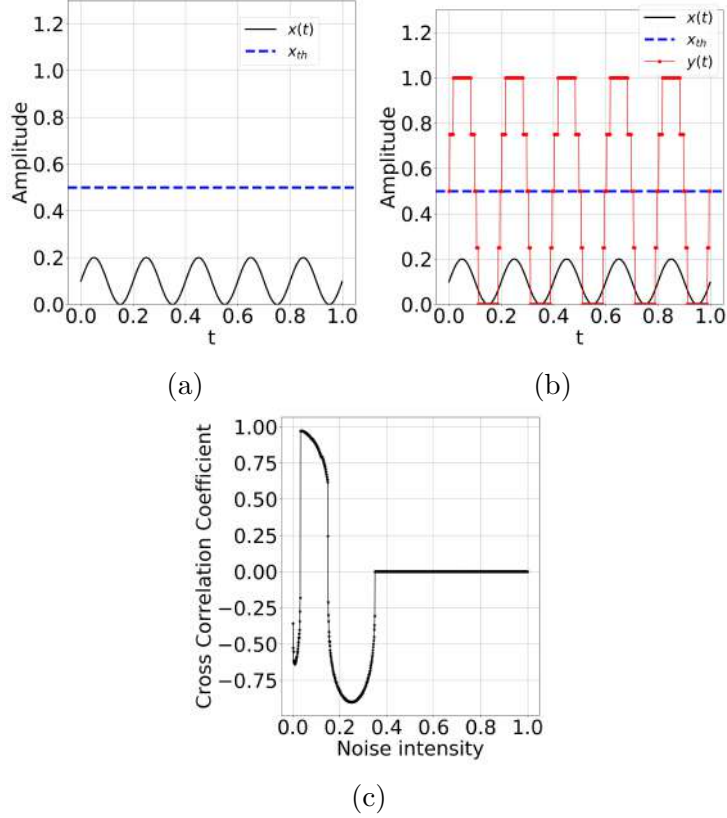 1.2
1.0
0.8
0.6
0.4
0.2
0.0
Amplitude
x(t)
x_th
0.0 0.2 0.4 0.6 0.8 1.0
t
(a)
1.2
1.0
0.8
0.6
0.4
0.2
0.0
Amplitude
x(t)
x_th
y(t)
0.0 0.2 0.4 0.6 0.8 1.0
t
(b)
Cross Correlation Coefficient
1.00
0.75
0.50
0.25
0.00
−0.25
−0.50
−0.75
0.0 0.2 0.4 0.6 0.8 1.0
Noise intensity
(c)